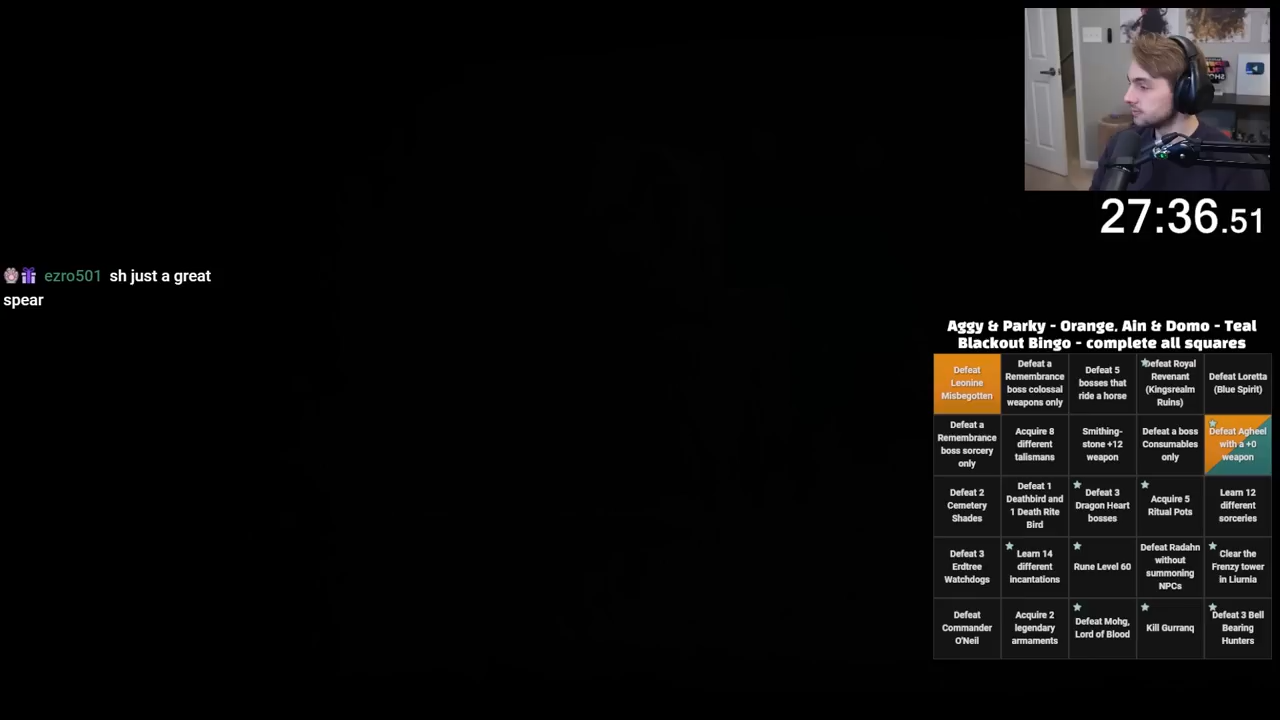 27:36.51
ezro501 sh just a great
spear
Aggy & Parky - Orange, Ain & Domo - Teal
Blackout Bingo - complete all squares
Defeat
Leonine
Misbegotten
Defeat a
Remembrance
boss colossal
weapons only
Defeat 5
bosses that
ride a horse
Defeat Royal
Revenant
(Kingsrealm
Ruins)
Defeat Loretta
(Blue Spirit)
Defeat a
Remembrance
boss sorcery
only
Acquire 8
different
talismans
Smithing-
stone +12
weapon
Defeat a boss
Consumables
only
Defeat Agheel
with a +0
weapon
Defeat 2
Cemetery
Shades
Defeat 1
Deathbird and
1 Death Rite
Bird
Defeat 3
Dragon Heart
bosses
Acquire 5
Ritual Pots
Learn 12
different
sorceries
Defeat 3
Erdtree
Watchdogs
Learn 14
different
incantations
Rune Level 60
Defeat Radahn
without
summoning
NPCs
Clear the
Frenzy tower
in Liurnia
Defeat
Commander
O'Neil
Acquire 2
legendary
armaments
Defeat Mohg,
Lord of Blood
Kill Gurranq
Defeat 3 Bell
Bearing
Hunters